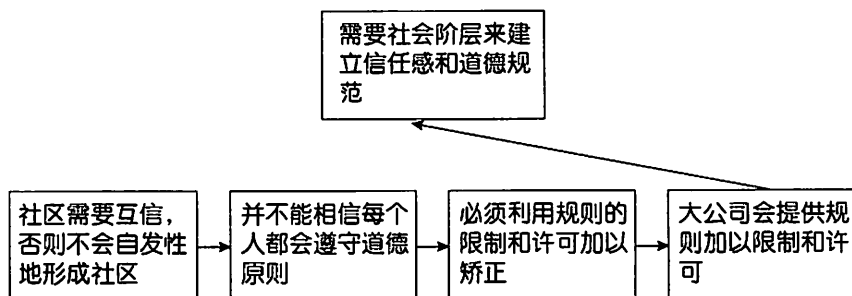 需要社会阶层来建
立信任感和道德规
范
社区需要互信，
否则不会自发性
地形成社区
并不能相信每个
人都会遵守道德
原则
必须利用规则的
限制和许可加以
矫正
大公司会提供规
则加以限制和许
可